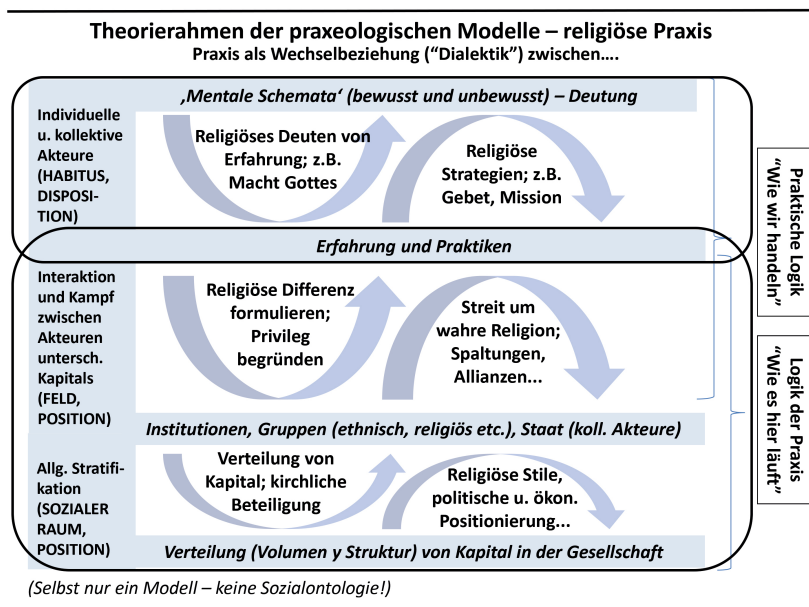 Theorierahmen der praxeologischen Modelle – religiöse Praxis
Praxis als Wechselbeziehung (“Dialektik”) zwischen….
‚Mentale Schemata‘ (bewusst und unbewusst) – Deutung
Individuelle
u. kollektive
Akteure
(HABITUS,
DISPOSI-
TION)
Religiöses Deuten von
Erfahrung; z.B.
Macht Gottes
Religiöse
Strategien; z.B.
Gebet, Mission
Erfahrung und Praktiken
Interaktion
und Kampf
zwischen
Akteuren
untersch.
Kapitals
(FELD,
POSITION)
Religiöse Differenz
formulieren;
Privileg
begründen
Streit um
wahre Religion;
Spaltungen,
Allianzen...
Institutionen, Gruppen (ethnisch, religiös etc.), Staat (koll. Akteure)
Allg. Stratifi-
kation
(SOZIALER
RAUM,
POSITION)
Verteilung von
Kapital; kirchliche
Beteiligung
Religiöse Stile,
politische u. ökon.
Positionierung...
Verteilung (Volumen y Struktur) von Kapital in der Gesellschaft
Praktische Logik
“Wie wir handeln”
Logik der Praxis
“Wie es hier läuft”
(Selbst nur ein Modell – keine Sozialontologie!)